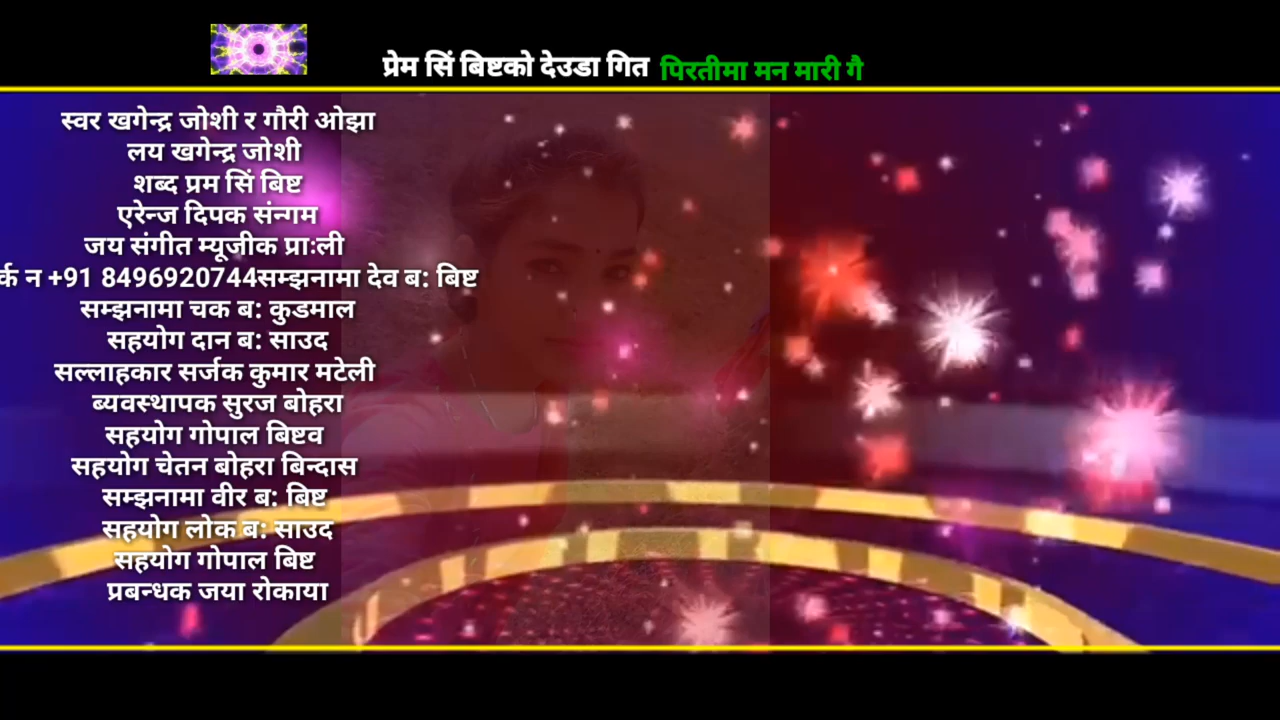 प्रेम सिं बिष्टको देउडा गित पिरतीमा मन मारी गै
स्वर खगेन्द्र जोशी र गौरी ओझा
लय खगेन्द्र जोशी
शब्द प्रम सिं बिष्ट
एरेन्ज दिपक संन्गम
जय संगीत म्यूजीक प्राःली
र्क न +91 8496920744सम्झनामा देव ब: बिष्ट
सम्झनामा चक ब: कुडमाल
सहयोग दान ब: साउद
सल्लाहकार सर्जक कुमार मटेली
ब्यवस्थापक सुरज बोहरा
सहयोग गोपाल बिष्टव
सहयोग चेतन बोहरा बिन्दास
सम्झनामा वीर ब: बिष्ट
सहयोग लोक ब: साउद
सहयोग गोपाल बिष्ट
प्रबन्धक जया रोकाया